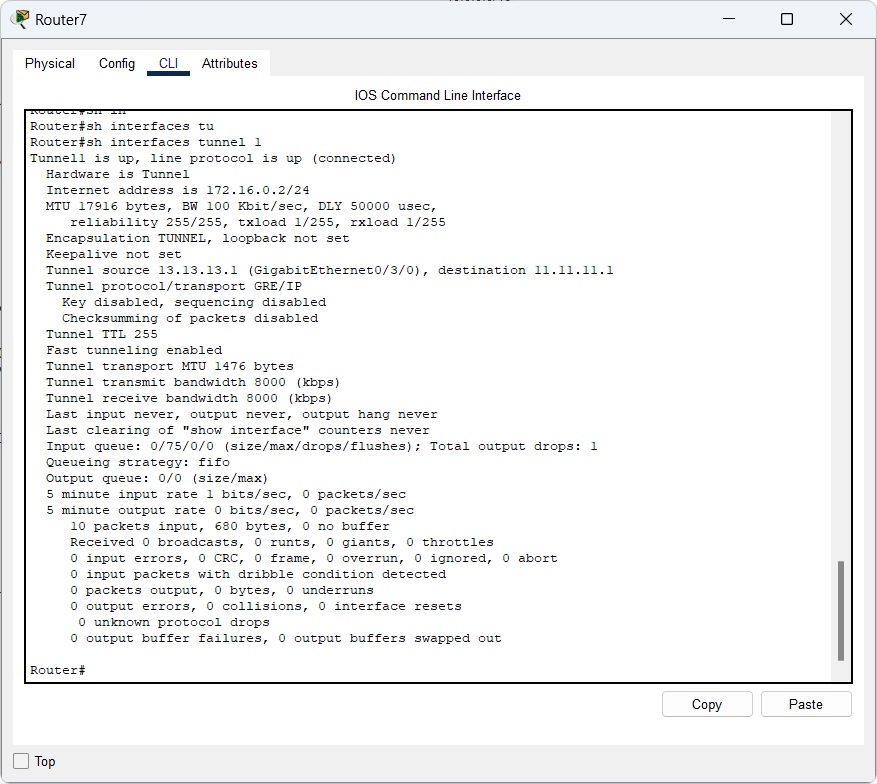 Router7
Physical Config CLI Attributes
IOS Command Line Interface
Router#sh in
Router#sh interfaces tu
Router#sh interfaces tunnel 1
Tunnel1 is up, line protocol is up (connected)
Hardware is Tunnel
Internet address is 172.16.0.2/24
MTU 17916 bytes, BW 100 Kbit/sec, DLY 50000 usec,
reliability 255/255, txload 1/255, rxload 1/255
Encapsulation TUNNEL, loopback not set
Keepalive not set
Tunnel source 13.13.13.1 (GigabitEthernet0/3/0), destination 11.11.11.1
Tunnel protocol/transport GRE/IP
Key disabled, sequencing disabled
Checksumming of packets disabled
Tunnel TTL 255
Fast tunneling enabled
Tunnel transport MTU 1476 bytes
Tunnel transmit bandwidth 8000 (kbps)
Tunnel receive bandwidth 8000 (kbps)
Last input never, output never, output hang never
Last clearing of "show interface" counters never
Input queue: 0/75/0/0 (size/max/drops/flushes); Total output drops: 1
Queueing strategy: fifo
Output queue: 0/0 (size/max)
5 minute input rate 1 bits/sec, 0 packets/sec
5 minute output rate 0 bits/sec, 0 packets/sec
10 packets input, 680 bytes, 0 no buffer
Received 0 broadcasts, 0 runts, 0 giants, 0 throttles
0 input errors, 0 CRC, 0 frame, 0 overrun, 0 ignored, 0 abort
0 input packets with dribble condition detected
0 packets output, 0 bytes, 0 underruns
0 output errors, 0 collisions, 0 interface resets
0 unknown protocol drops
0 output buffer failures, 0 output buffers swapped out
Router#
Copy Paste
Top